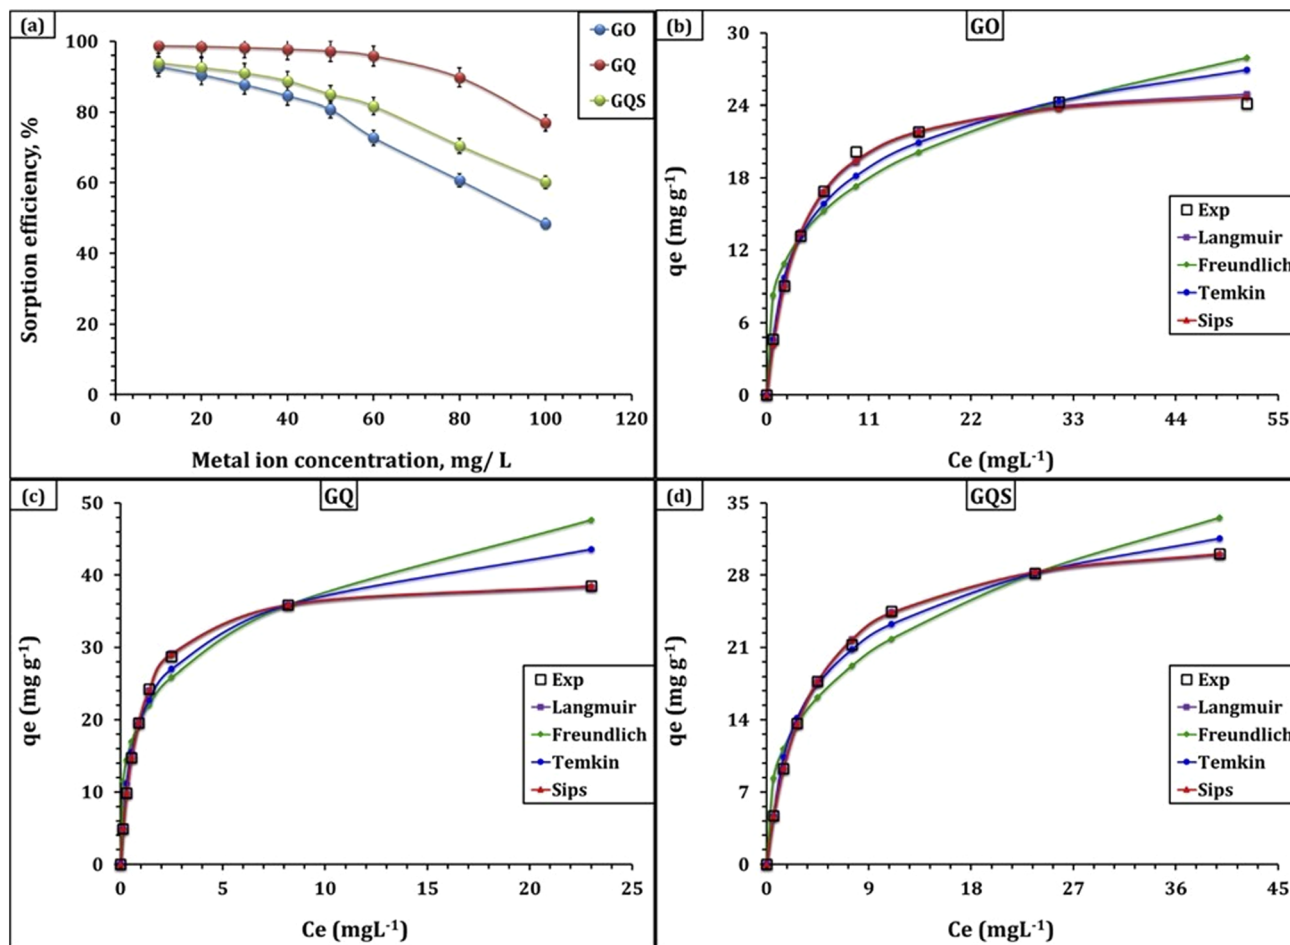 (a)
100
80
60
40
20
0
Sorption efficiency, %
0 20 40 60 80 100 120
Metal ion concentration, mg/ L
GO
GQ
GQS
(b)
GO
30
24
18
12
6
0
qe (mg g-1)
0 11 22 33 44 55
Ce (mgL-1)
Exp
Langmuir
Freundlich
Temkin
Sips
(c)
GQ
50
40
30
20
10
0
qe (mg g-1)
0 5 10 15 20 25
Ce (mgL-1)
Exp
Langmuir
Freundlich
Temkin
Sips
(d)
GQS
35
28
21
14
7
0
qe (mg g-1)
0 9 18 27 36 45
Ce (mgL-1)
Exp
Langmuir
Freundlich
Temkin
Sips